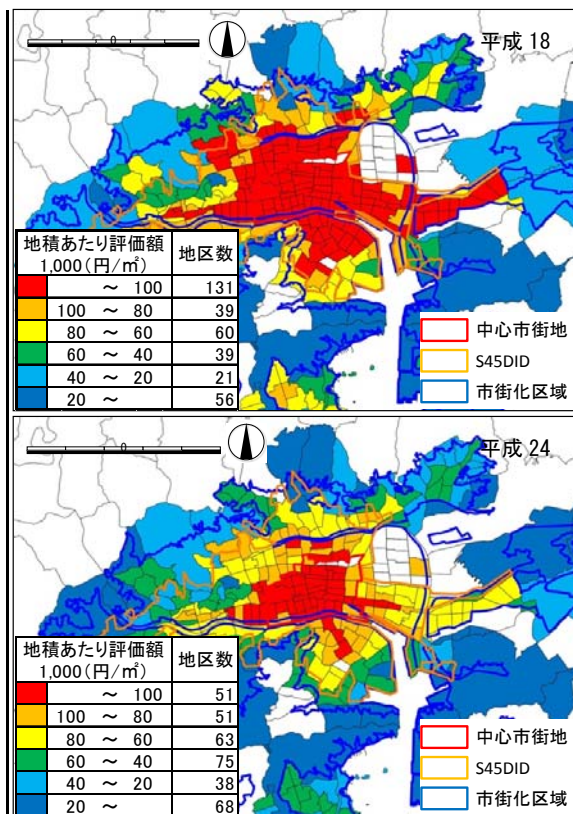 0
平成 18
地積あたり評価額 地区数
1,000(円/㎡)
～ 100 131
100 ～ 80 39
80 ～ 60 60
60 ～ 40 39
40 ～ 20 21
20 ～ 56
中心市街地
S45DID
市街化区域
0
平成 24
地積あたり評価額 地区数
1,000(円/㎡)
～ 100 51
100 ～ 80 51
80 ～ 60 63
60 ～ 40 75
40 ～ 20 38
20 ～ 68
中心市街地
S45DID
市街化区域